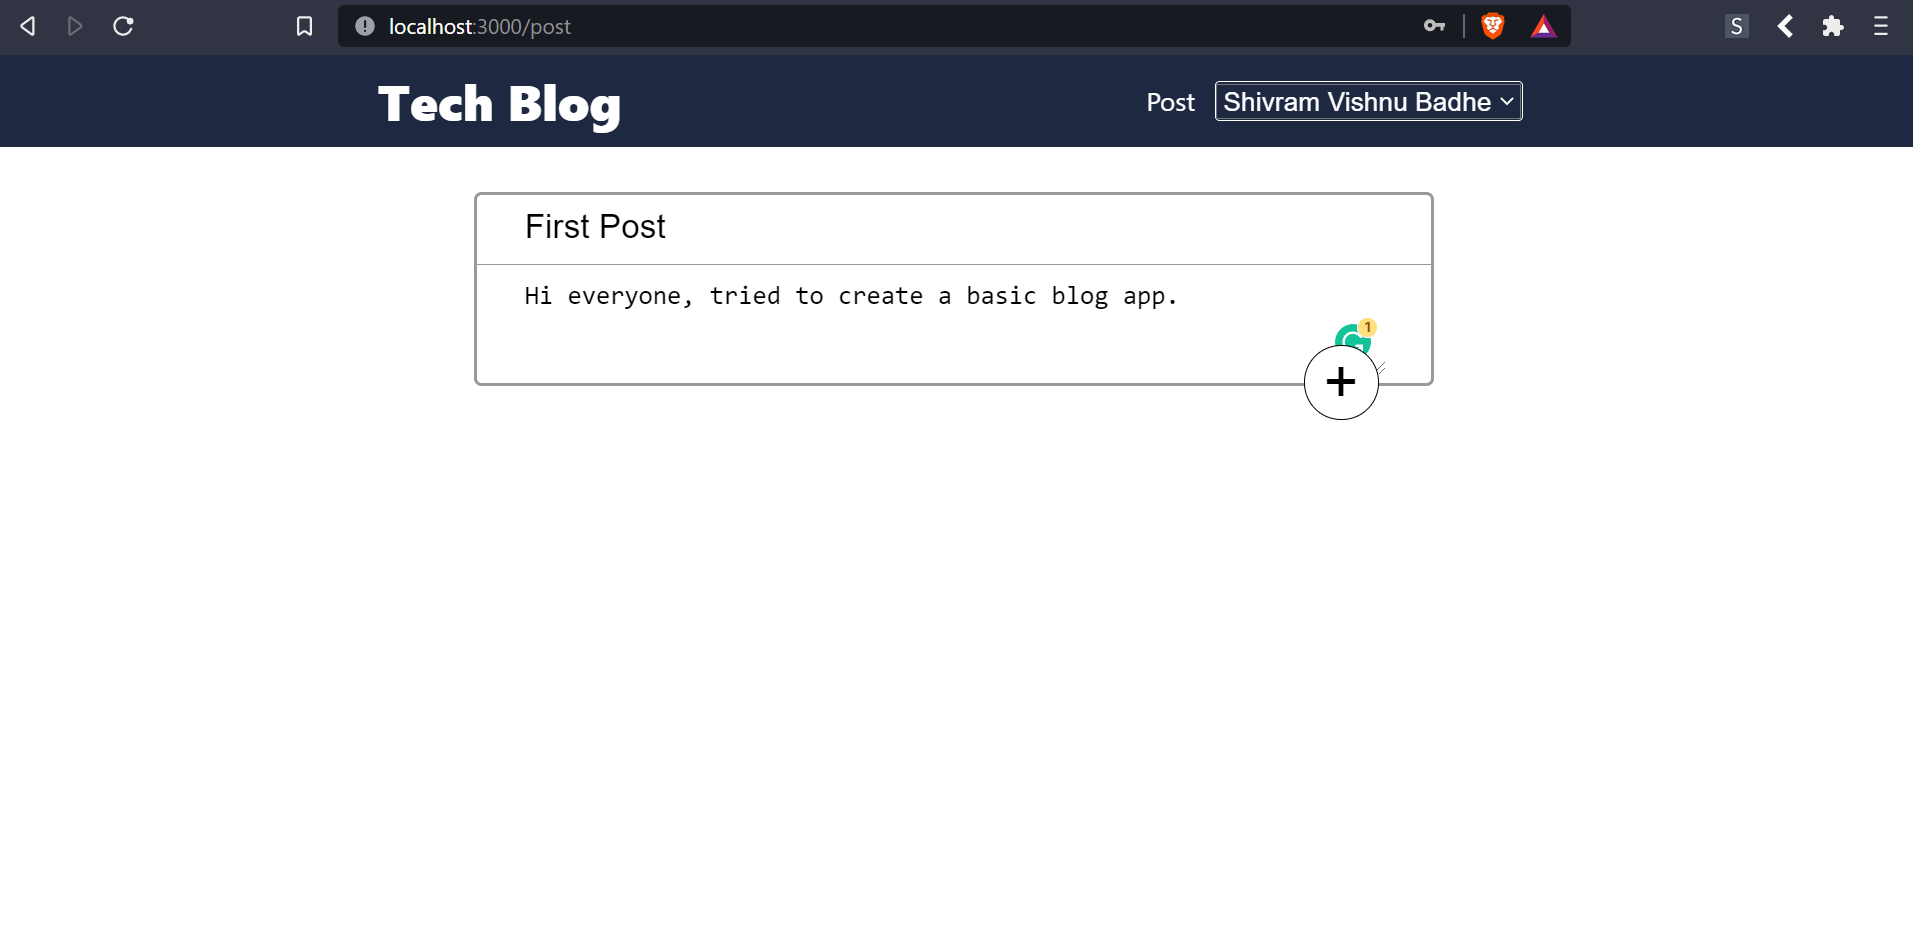 localhost:3000/post
S
Tech Blog
Post
Shivram Vishnu Badhe
First Post
Hi everyone, tried to create a basic blog app.
1
+